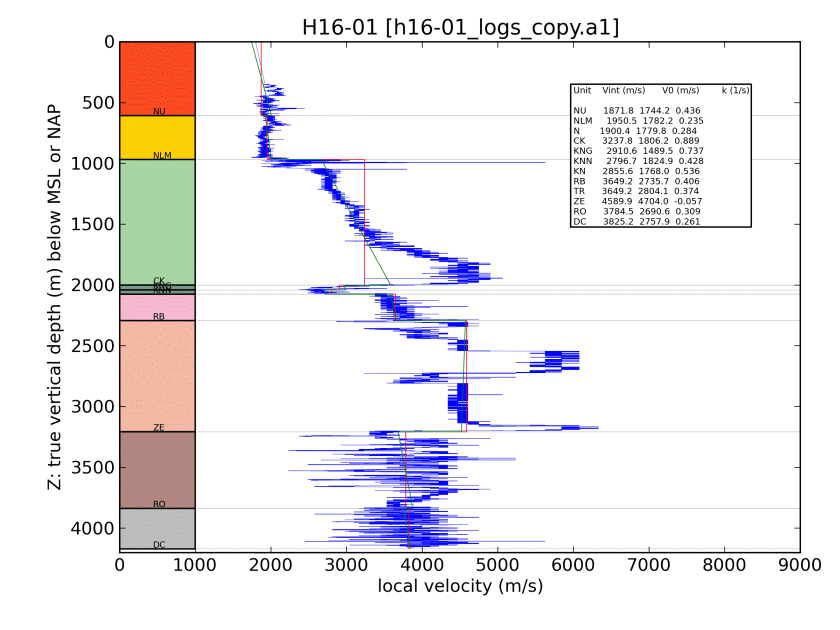 H16-01 [h16-01_logs_copy.a1]
Unit Vint (m/s) V0 (m/s) k (1/s)
NU 1871.8 1744.2 0.436
NLM 1950.5 1782.2 0.235
N 1900.4 1779.8 0.284
CK 3237.8 1806.2 0.889
KNG 2910.6 1489.5 0.737
KNN 2796.7 1824.9 0.428
KN 2855.6 1768.0 0.536
RB 3649.2 2735.7 0.406
TR 3649.2 2804.1 0.374
ZE 4589.9 4704.0 -0.057
RO 3784.5 2690.6 0.309
DC 3825.2 2757.9 0.261
Z: true vertical depth (m) below MSL or NAP
0
500
1000
1500
2000
2500
3000
3500
4000
NU
NLM
CK
KNN
RB
ZE
RO
DC
0 1000 2000 3000 4000 5000 6000 7000 8000 9000
local velocity (m/s)